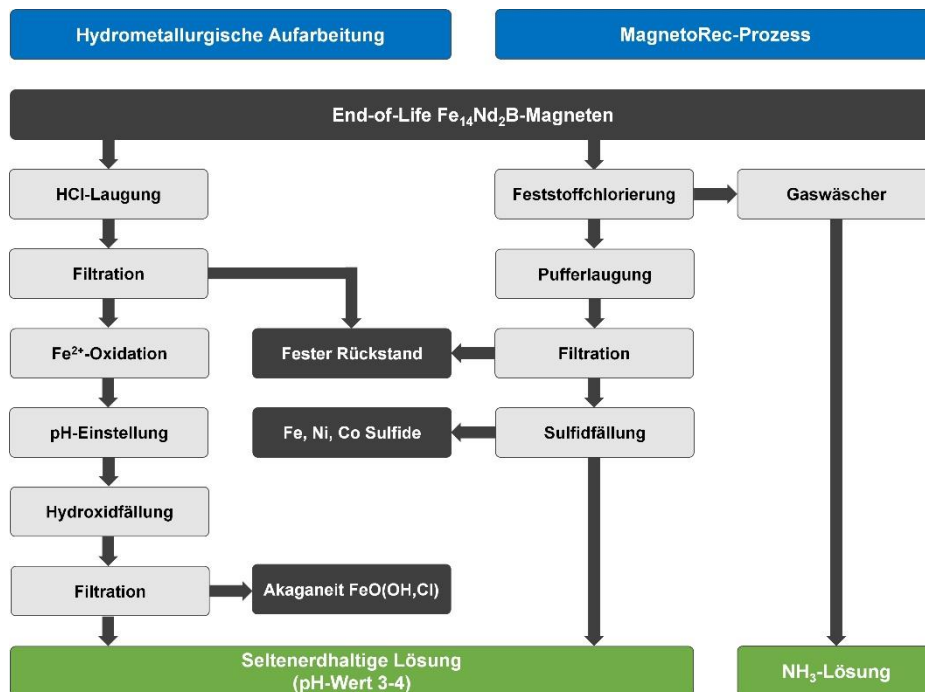 Hydrometallurgische Aufarbeitung
MagnetoRec-Prozess
End-of-Life Fe₁₄Nd₂B-Magneten
HCl-Laugung
Feststoffchlorierung
Gaswäscher
Filtration
Pufferlaugung
Fe²⁺-Oxidation
Fester Rückstand
Filtration
pH-Einstellung
Fe, Ni, Co Sulfide
Sulfidfällung
Hydroxidfällung
Filtration
Akaganeit FeO(OH,Cl)
Seltenerdhaltige Lösung
(pH-Wert 3-4)
NH₃-Lösung